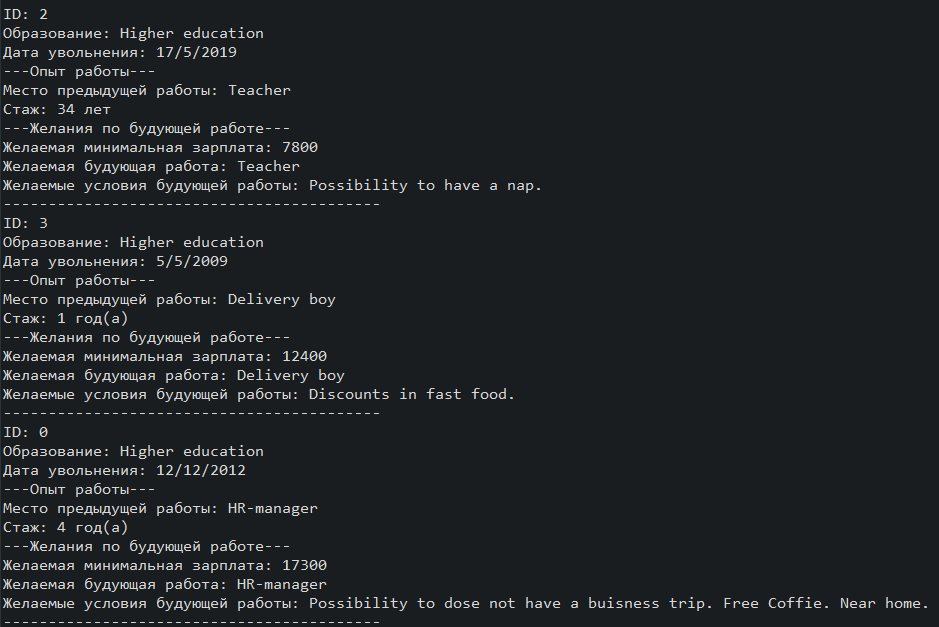 ID: 2
Образование: Higher education
Дата увольнения: 17/5/2019
---Опыт работы---
Место предыдущей работы: Teacher
Стаж: 34 лет
---Желания по будующей работе---
Желаемая минимальная зарплата: 7800
Желаемая будующая работа: Teacher
Желаемые условия будующей работы: Possibility to have a nap.
------------------------------------------
ID: 3
Образование: Higher education
Дата увольнения: 5/5/2009
---Опыт работы---
Место предыдущей работы: Delivery boy
Стаж: 1 год(а)
---Желания по будующей работе---
Желаемая минимальная зарплата: 12400
Желаемая будующая работа: Delivery boy
Желаемые условия будующей работы: Discounts in fast food.
------------------------------------------
ID: 0
Образование: Higher education
Дата увольнения: 12/12/2012
---Опыт работы---
Место предыдущей работы: HR-manager
Стаж: 4 год(а)
---Желания по будующей работе---
Желаемая минимальная зарплата: 17300
Желаемая будующая работа: HR-manager
Желаемые условия будующей работы: Possibility to dose not have a buisness trip. Free Coffie. Near home.
------------------------------------------